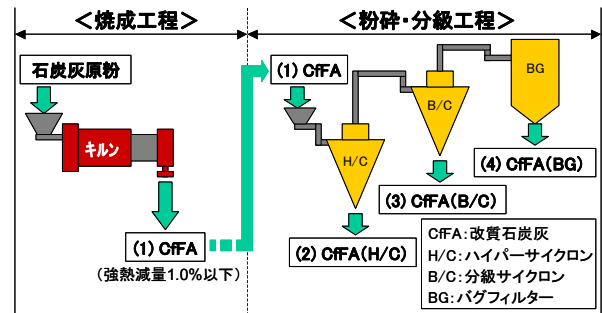 ＜焼成工程＞
石炭灰原粉
キルン
(1) CfFA
(強熱減量1.0%以下)
＜粉砕・分級工程＞
(1) CfFA
H/C
B/C
BG
(2) CfFA(H/C)
(3) CfFA(B/C)
(4) CfFA(BG)
CfFA：改質石炭灰
H/C：ハイパーサイクロン
B/C：分級サイクロン
BG：バグフィルター